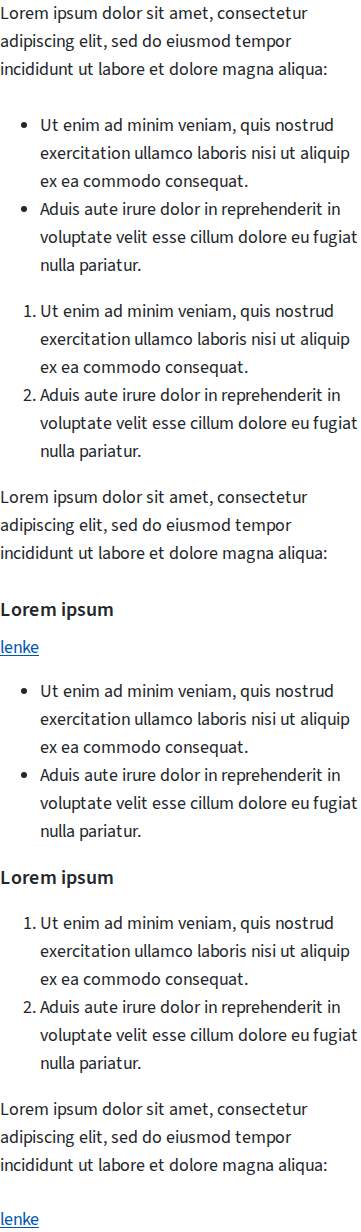 Lorem ipsum dolor sit amet, consectetur
adipiscing elit, sed do eiusmod tempor
incididunt ut labore et dolore magna aliqua:
• Ut enim ad minim veniam, quis nostrud
exercitation ullamco laboris nisi ut aliquip
ex ea commodo consequat.
• Aduis aute irure dolor in reprehenderit in
voluptate velit esse cillum dolore eu fugiat
nulla pariatur.
1. Ut enim ad minim veniam, quis nostrud
exercitation ullamco laboris nisi ut aliquip
ex ea commodo consequat.
2. Aduis aute irure dolor in reprehenderit in
voluptate velit esse cillum dolore eu fugiat
nulla pariatur.
Lorem ipsum dolor sit amet, consectetur
adipiscing elit, sed do eiusmod tempor
incididunt ut labore et dolore magna aliqua:
Lorem ipsum
lenke
• Ut enim ad minim veniam, quis nostrud
exercitation ullamco laboris nisi ut aliquip
ex ea commodo consequat.
• Aduis aute irure dolor in reprehenderit in
voluptate velit esse cillum dolore eu fugiat
nulla pariatur.
Lorem ipsum
1. Ut enim ad minim veniam, quis nostrud
exercitation ullamco laboris nisi ut aliquip
ex ea commodo consequat.
2. Aduis aute irure dolor in reprehenderit in
voluptate velit esse cillum dolore eu fugiat
nulla pariatur.
Lorem ipsum dolor sit amet, consectetur
adipiscing elit, sed do eiusmod tempor
incididunt ut labore et dolore magna aliqua:
lenke